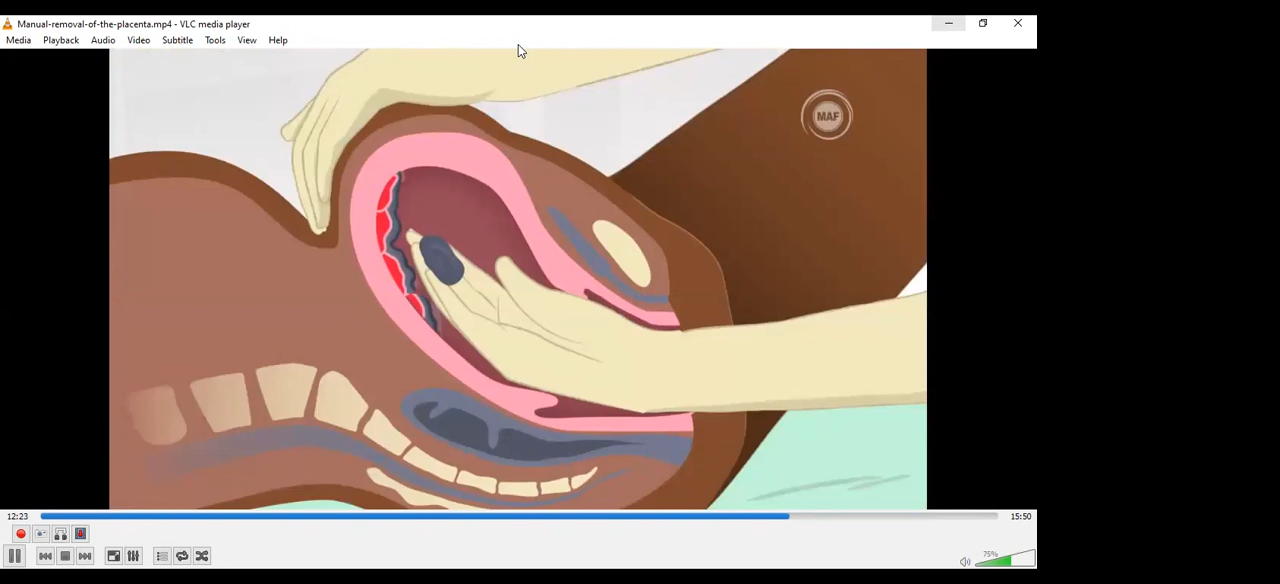 Manual-removal-of-the-placenta.mp4 - VLC media player
Media Playback Audio Video Subtitle Tools View Help
MAF
12:23 15:50
75%